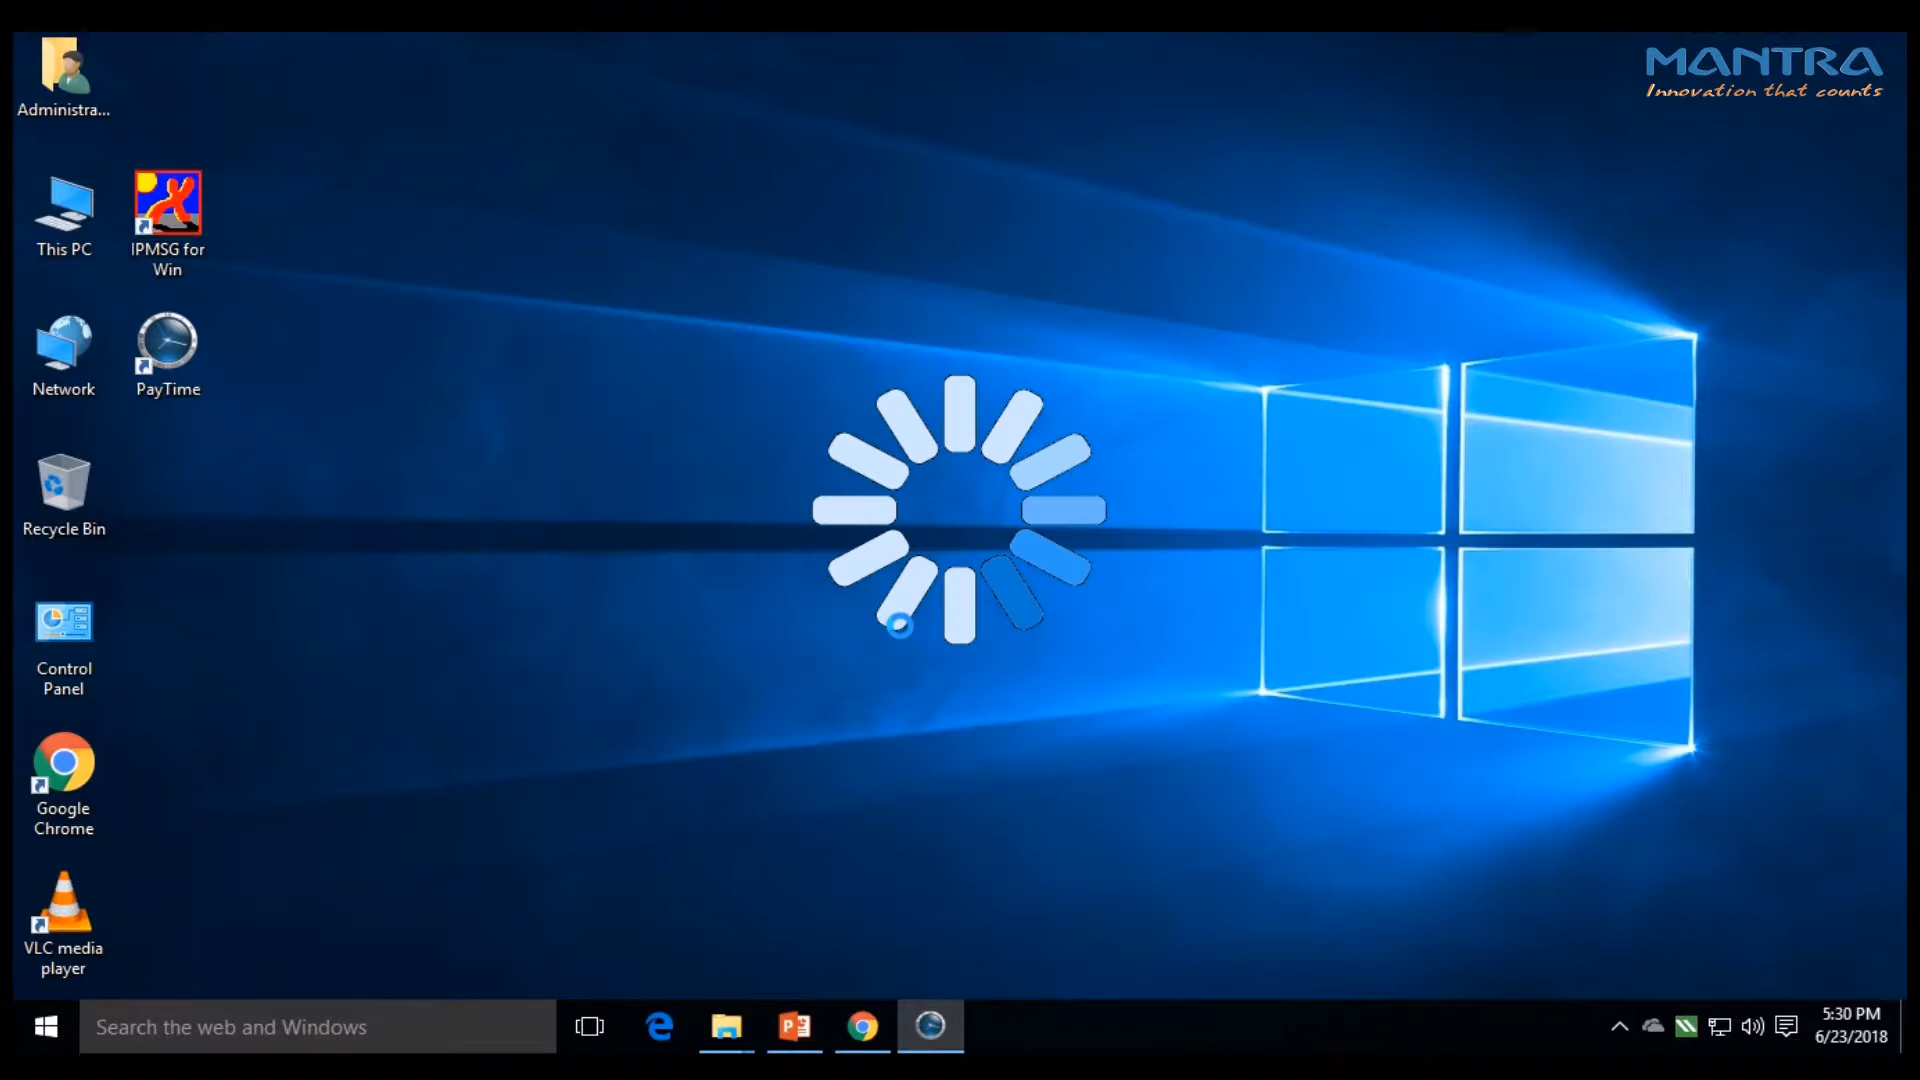 MANTRA
Innovation that counts
Administra...
This PC
IPMSG for
Win
Network
PayTime
Recycle Bin
Control
Panel
Google
Chrome
VLC media
player
Search the web and Windows
5:30 PM
6/23/2018